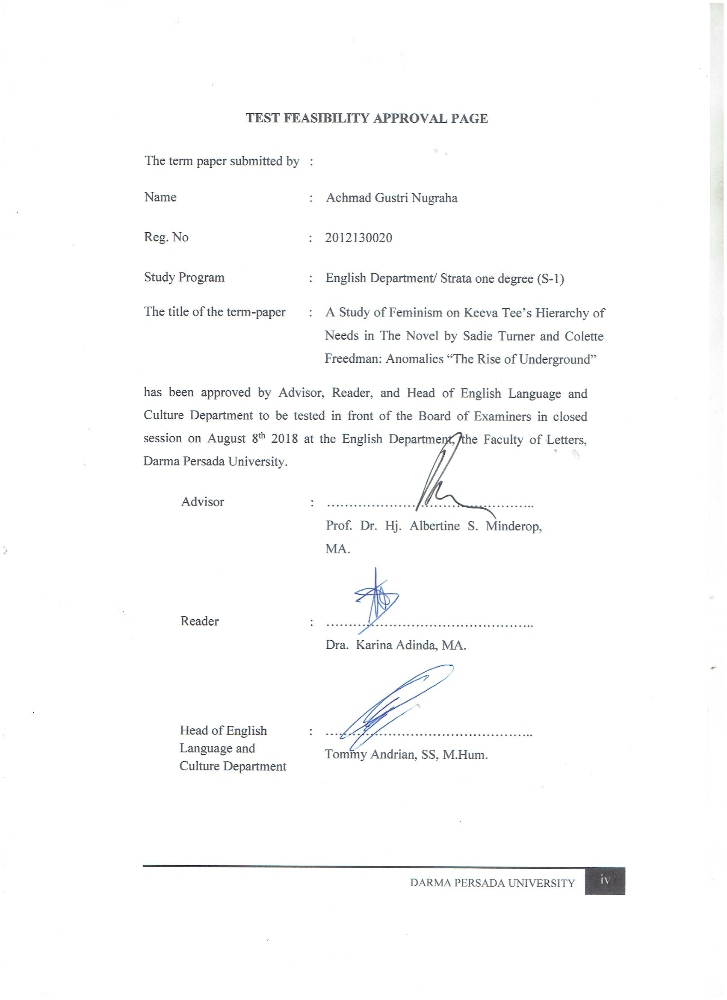 TEST FEASIBILITY APPROVAL PAGE
The term paper submitted by :
Name : Achmad Gustri Nugraha
Reg. No : 2012130020
Study Program : English Department/ Strata one degree (S-1)
The title of the term-paper : A Study of Feminism on Keeva Tee’s Hierarchy of
Needs in The Novel by Sadie Turner and Colette
Freedman: Anomalies “The Rise of Underground”
has been approved by Advisor, Reader, and Head of English Language and
Culture Department to be tested in front of the Board of Examiners in closed
session on August 8th 2018 at the English Department, the Faculty of Letters,
Darma Persada University.
Advisor : ......................................................
Prof. Dr. Hj. Albertine S. Minderop,
MA.
Reader : ......................................................
Dra. Karina Adinda, MA.
Head of English : ......................................................
Language and
Culture Department
Tommy Andrian, SS, M.Hum.
DARMA PERSADA UNIVERSITY iv